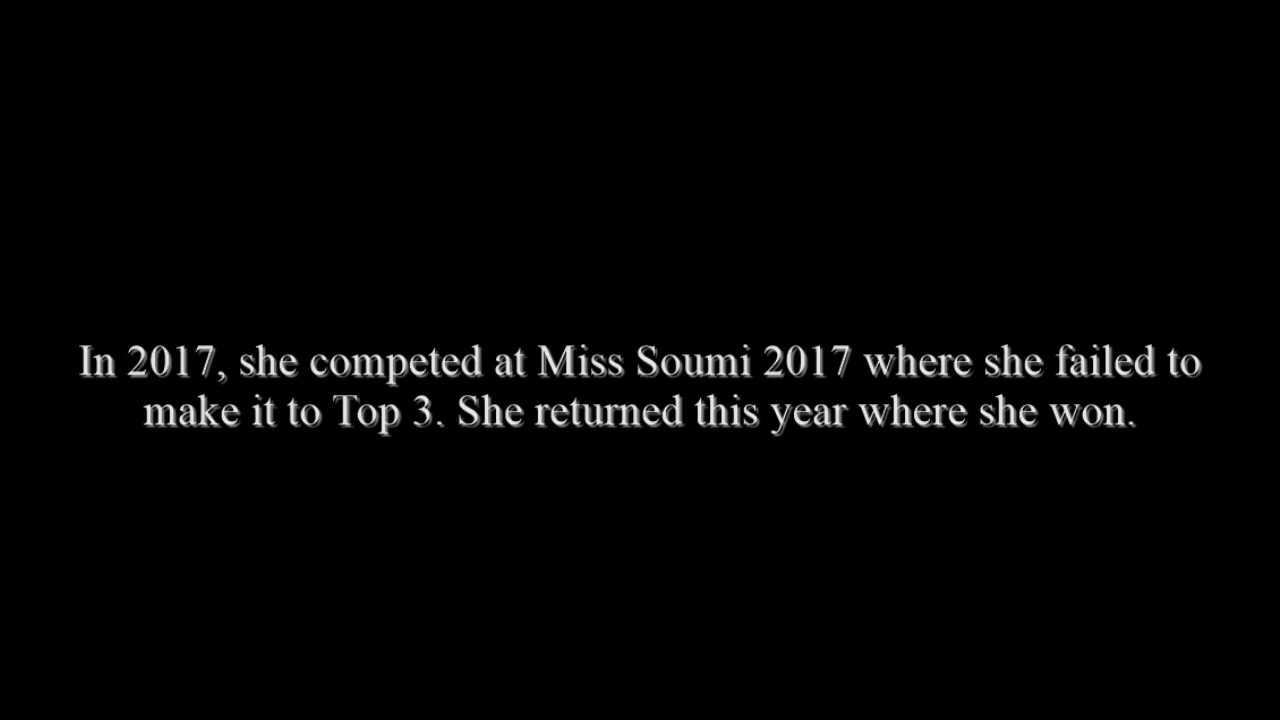 In 2017, she competed at Miss Soumi 2017 where she failed to
make it to Top 3. She returned this year where she won.